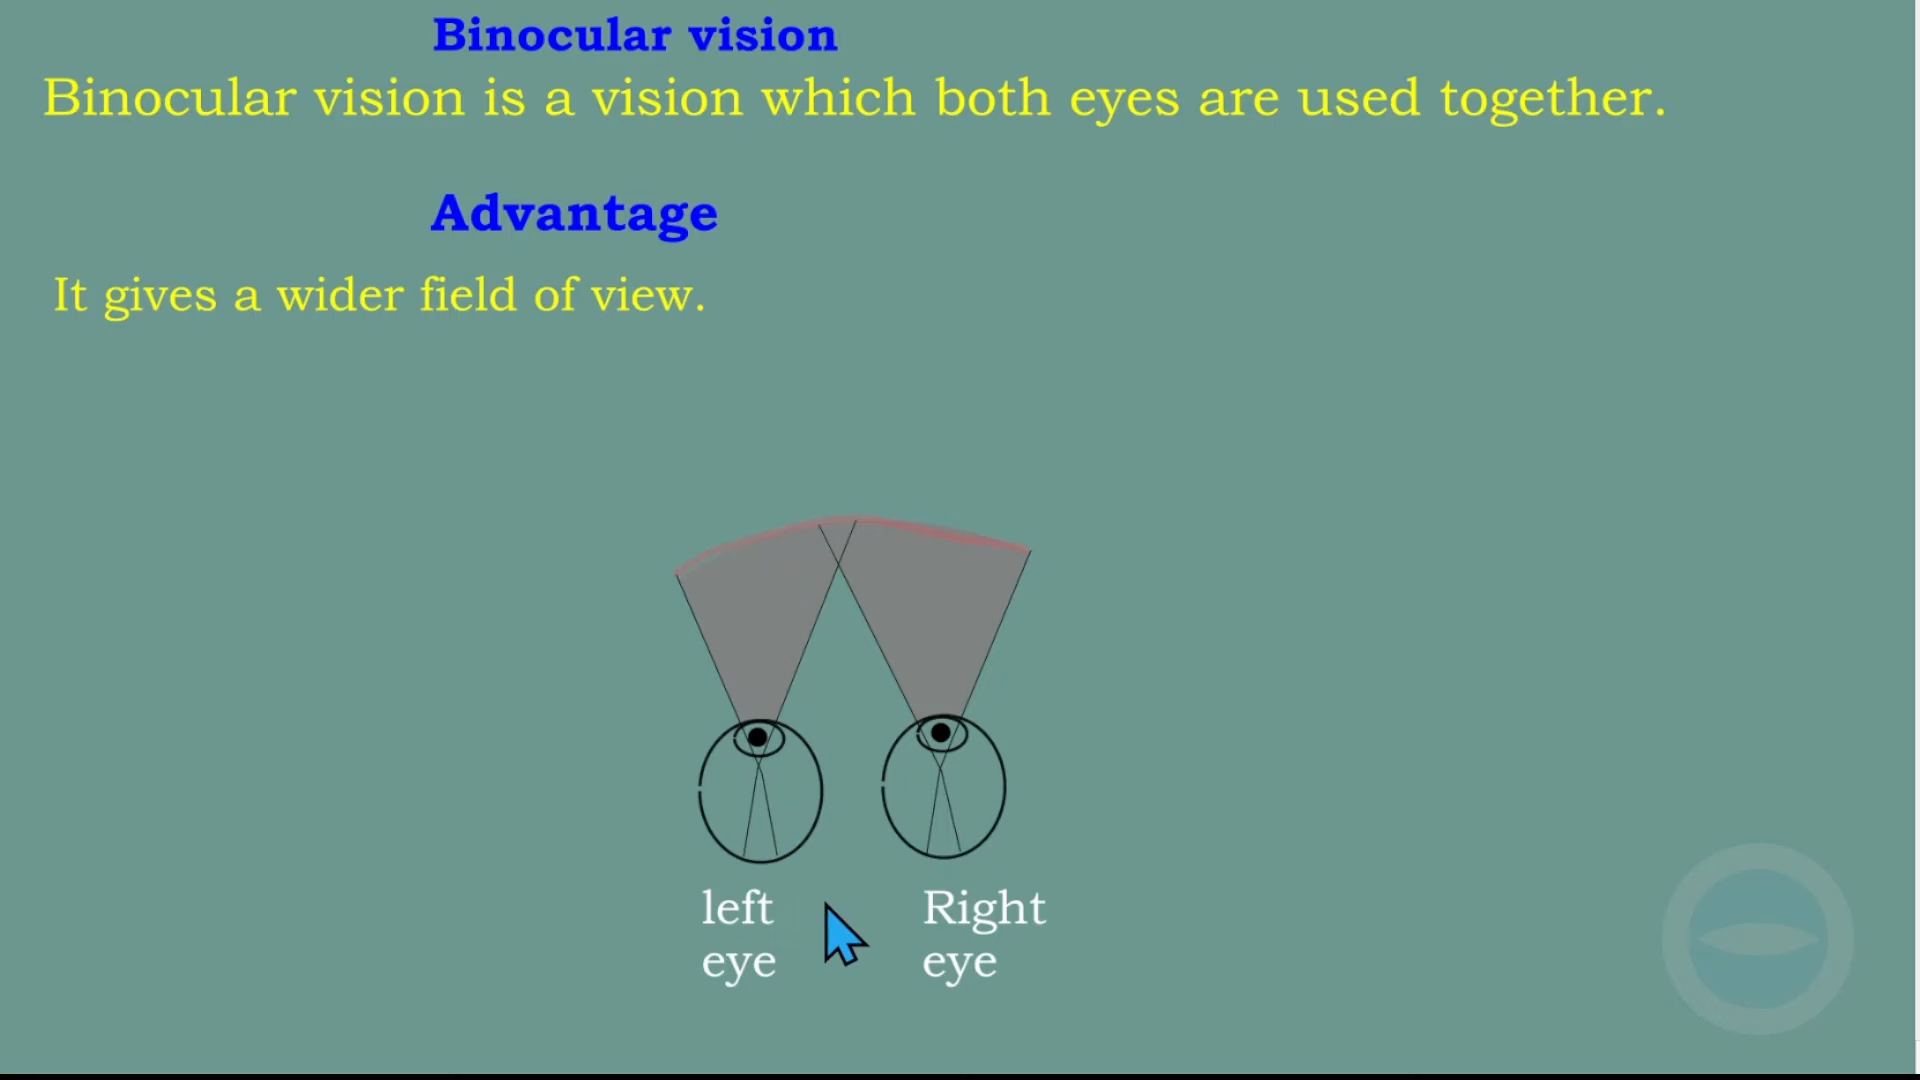 Binocular vision
Binocular vision is a vision which both eyes are used together.
Advantage
It gives a wider field of view.
left
eye
Right
eye